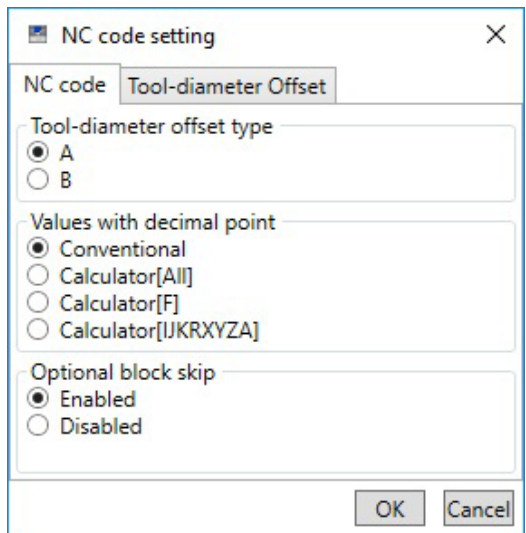 NC code setting
NC code Tool-diameter Offset
Tool-diameter offset type
A
B
Values with decimal point
Conventional
Calculator[All]
Calculator[F]
Calculator[IJKRXYZA]
Optional block skip
Enabled
Disabled
OK Cancel